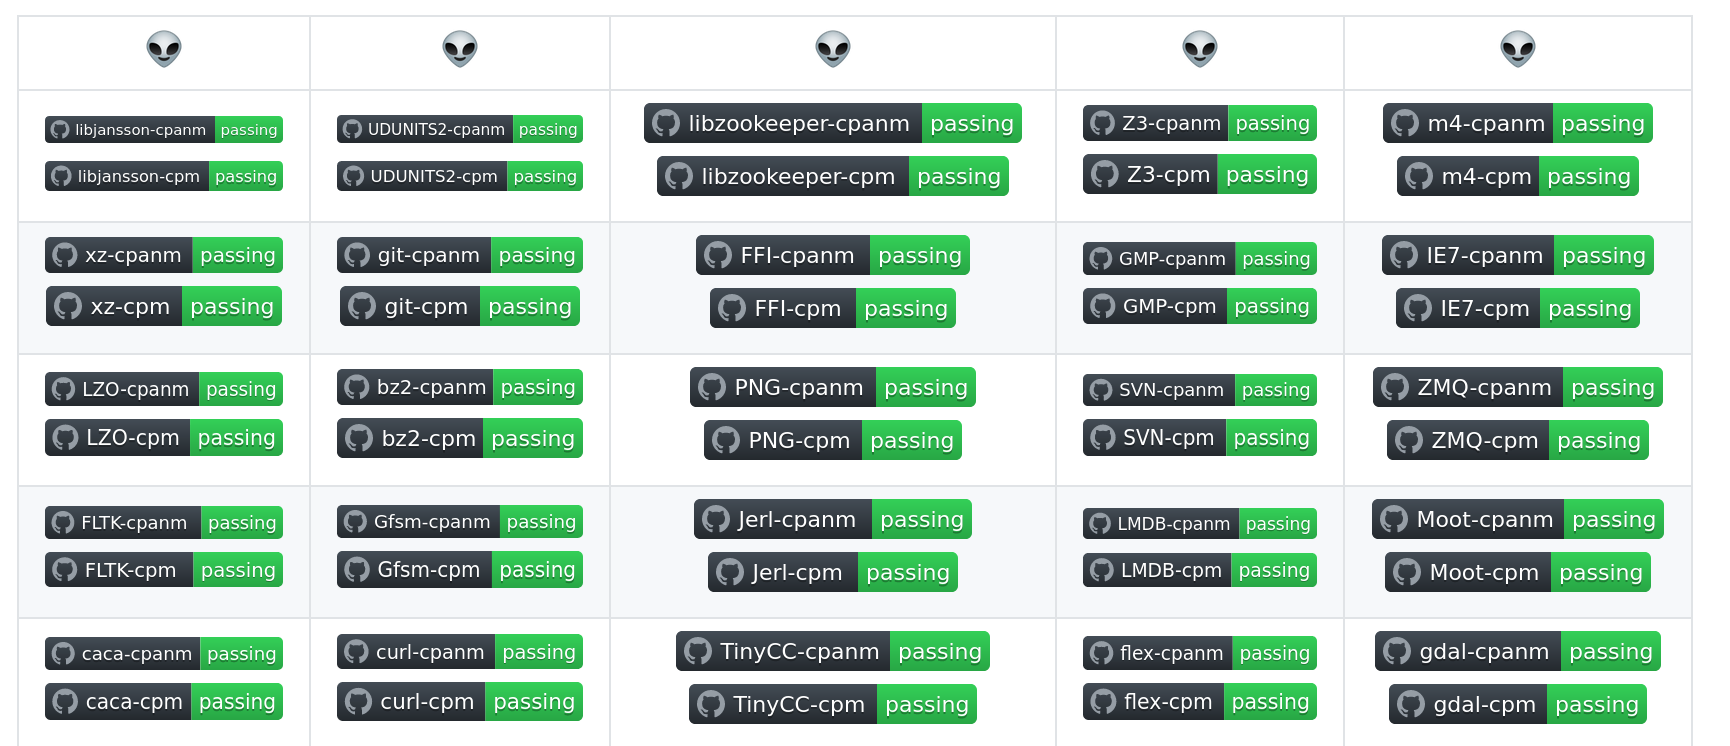 👽 👽 👽 👽 👽
libjansson-cpanm passing
libjansson-cpm passing
UDUNITS2-cpanm passing
UDUNITS2-cpm passing
libzookeeper-cpanm passing
libzookeeper-cpm passing
Z3-cpanm passing
Z3-cpm passing
m4-cpanm passing
m4-cpm passing
xz-cpanm passing
xz-cpm passing
git-cpanm passing
git-cpm passing
FFI-cpanm passing
FFI-cpm passing
GMP-cpanm passing
GMP-cpm passing
IE7-cpanm passing
IE7-cpm passing
LZO-cpanm passing
LZO-cpm passing
bz2-cpanm passing
bz2-cpm passing
PNG-cpanm passing
PNG-cpm passing
SVN-cpanm passing
SVN-cpm passing
ZMQ-cpanm passing
ZMQ-cpm passing
FLTK-cpanm passing
FLTK-cpm passing
Gfsm-cpanm passing
Gfsm-cpm passing
Jerl-cpanm passing
Jerl-cpm passing
LMDB-cpanm passing
LMDB-cpm passing
Moot-cpanm passing
Moot-cpm passing
caca-cpanm passing
caca-cpm passing
curl-cpanm passing
curl-cpm passing
TinyCC-cpanm passing
TinyCC-cpm passing
flex-cpanm passing
flex-cpm passing
gdal-cpanm passing
gdal-cpm passing